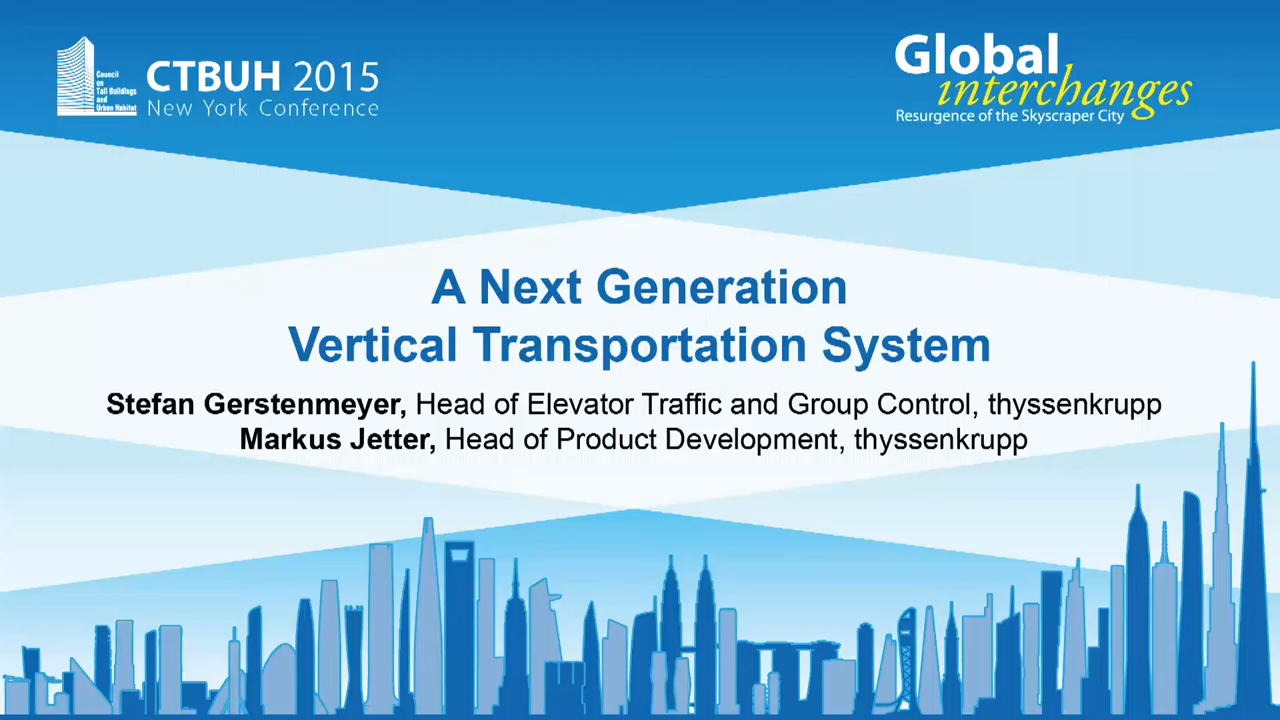 Council
on
Tall Buildings
and
Urban Habitat
CTBUH 2015
New York Conference
Global
interchanges
Resurgence of the Skyscraper City
A Next Generation
Vertical Transportation System
Stefan Gerstenmeyer, Head of Elevator Traffic and Group Control, thyssenkrupp
Markus Jetter, Head of Product Development, thyssenkrupp